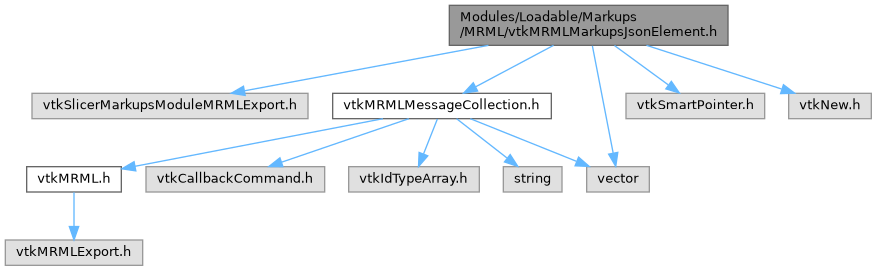 Modules/Loadable/Markups
/MRML/vtkMRMLMarkupsJsonElement.h
vtkSlicerMarkupsModuleMRMLExport.h
vtkMRMLMessageCollection.h
vtkSmartPointer.h
vtkNew.h
vtkMRML.h
vtkCallbackCommand.h
vtkIdTypeArray.h
string
vector
vtkMRMLExport.h